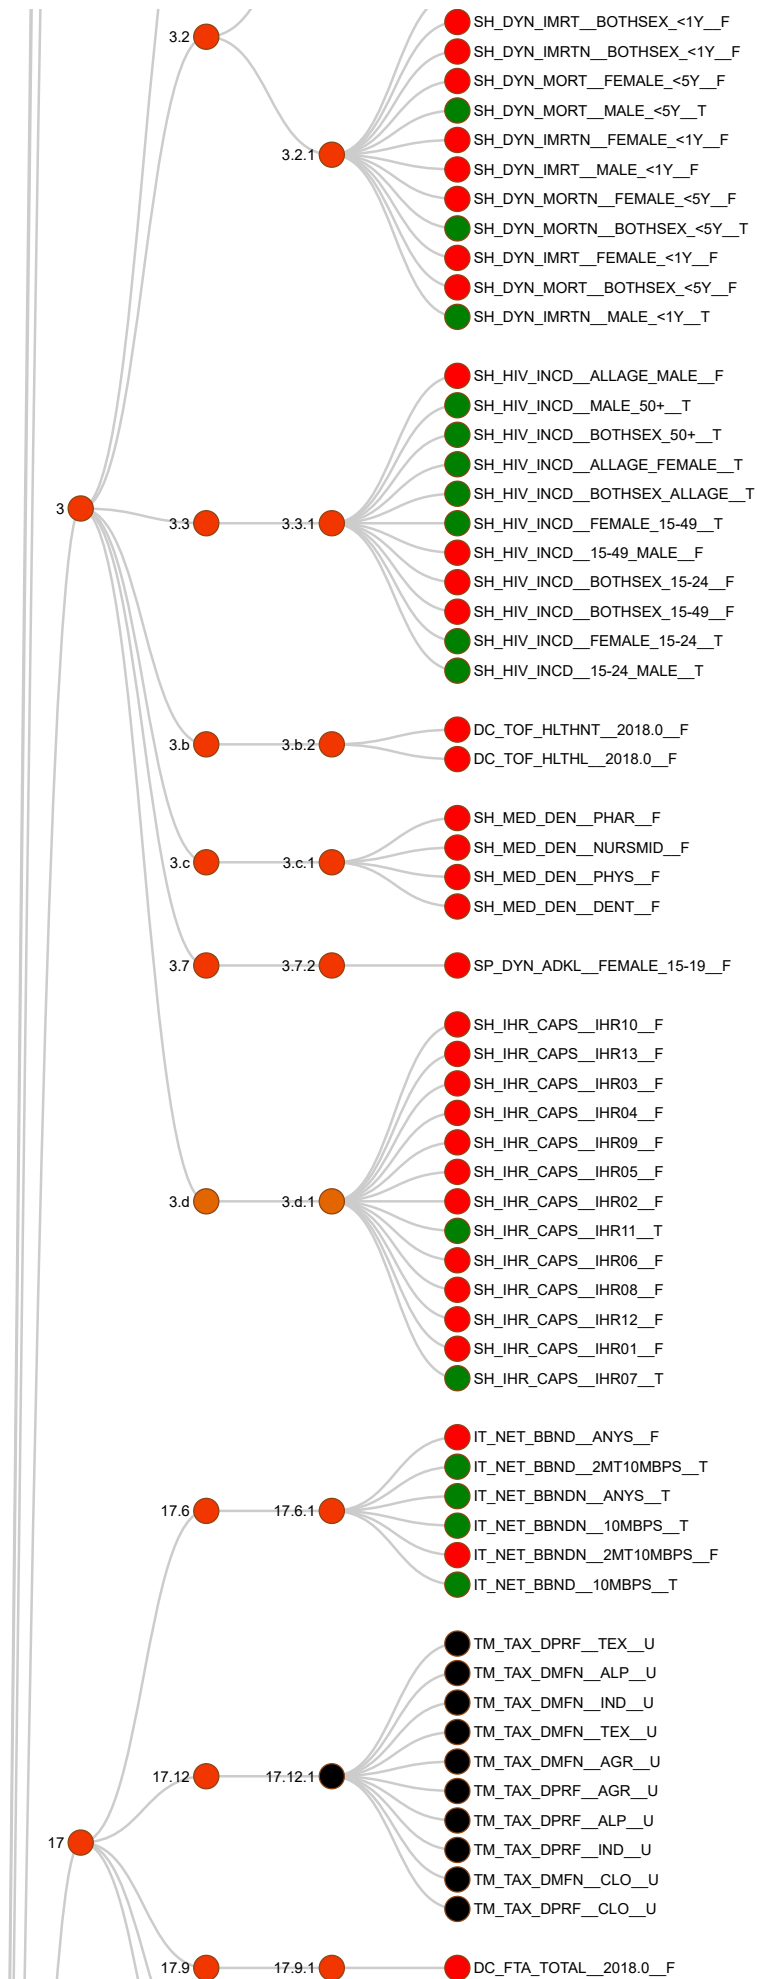 SH_DYN_IMRT__BOTHSEX_<1Y__F
3.2
SH_DYN_IMRTN__BOTHSEX_<1Y__F
SH_DYN_MORT__FEMALE_<5Y__F
SH_DYN_MORT__MALE_<5Y__T
SH_DYN_IMRTN__FEMALE_<1Y__F
3.2.1
SH_DYN_IMRT__MALE_<1Y__F
SH_DYN_MORTN__FEMALE_<5Y__F
SH_DYN_MORTN__BOTHSEX_<5Y__T
SH_DYN_IMRT__FEMALE_<1Y__F
SH_DYN_MORT__BOTHSEX_<5Y__F
SH_DYN_IMRTN__MALE_<1Y__T
SH_HIV_INCD__ALLAGE_MALE__F
SH_HIV_INCD__MALE_50+__T
SH_HIV_INCD__BOTHSEX_50+__T
SH_HIV_INCD__ALLAGE_FEMALE__T
SH_HIV_INCD__BOTHSEX_ALLAGE__T
3
3.3
3.3.1
SH_HIV_INCD__FEMALE_15-49__T
SH_HIV_INCD__15-49_MALE__F
SH_HIV_INCD__BOTHSEX_15-24__F
SH_HIV_INCD__BOTHSEX_15-49__F
SH_HIV_INCD__FEMALE_15-24__T
SH_HIV_INCD__15-24_MALE__T
DC_TOF_HLTHNT__2018.0__F
3.b
3.b.2
DC_TOF_HLTHL__2018.0__F
SH_MED_DEN__PHAR__F
SH_MED_DEN__NURSMID__F
3.c
3.c.1
SH_MED_DEN__PHYS__F
SH_MED_DEN__DENT__F
3.7
3.7.2
SP_DYN_ADKL__FEMALE_15-19__F
SH_IHR_CAPS__IHR10__F
SH_IHR_CAPS__IHR13__F
SH_IHR_CAPS__IHR03__F
SH_IHR_CAPS__IHR04__F
SH_IHR_CAPS__IHR09__F
SH_IHR_CAPS__IHR05__F
3.d
3.d.1
SH_IHR_CAPS__IHR02__F
SH_IHR_CAPS__IHR11__T
SH_IHR_CAPS__IHR06__F
SH_IHR_CAPS__IHR08__F
SH_IHR_CAPS__IHR12__F
SH_IHR_CAPS__IHR01__F
SH_IHR_CAPS__IHR07__T
IT_NET_BBND__ANYS__F
IT_NET_BBND__2MT10MBPS__T
IT_NET_BBNDN__ANYS__T
17.6
17.6.1
IT_NET_BBNDN__10MBPS__T
IT_NET_BBNDN__2MT10MBPS__F
IT_NET_BBND__10MBPS__T
TM_TAX_DPRF__TEX__U
TM_TAX_DMFN__ALP__U
TM_TAX_DMFN__IND__U
TM_TAX_DMFN__TEX__U
TM_TAX_DMFN__AGR__U
17.12
17.12.1
TM_TAX_DPRF__AGR__U
TM_TAX_DPRF__ALP__U
17
TM_TAX_DPRF__IND__U
TM_TAX_DMFN__CLO__U
TM_TAX_DPRF__CLO__U
17.9
17.9.1
DC_FTA_TOTAL__2018.0__F